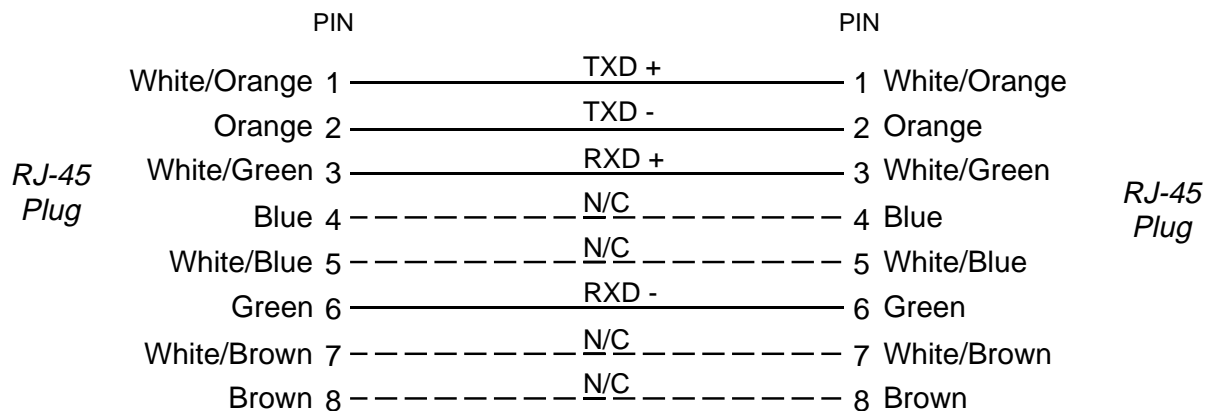 PIN PIN
White/Orange 1 TXD + 1 White/Orange
Orange 2 TXD - 2 Orange
White/Green 3 RXD + 3 White/Green
RJ-45 Plug
Blue 4 N/C 4 Blue
RJ-45 Plug
White/Blue 5 N/C 5 White/Blue
Green 6 RXD - 6 Green
White/Brown 7 N/C 7 White/Brown
Brown 8 N/C 8 Brown